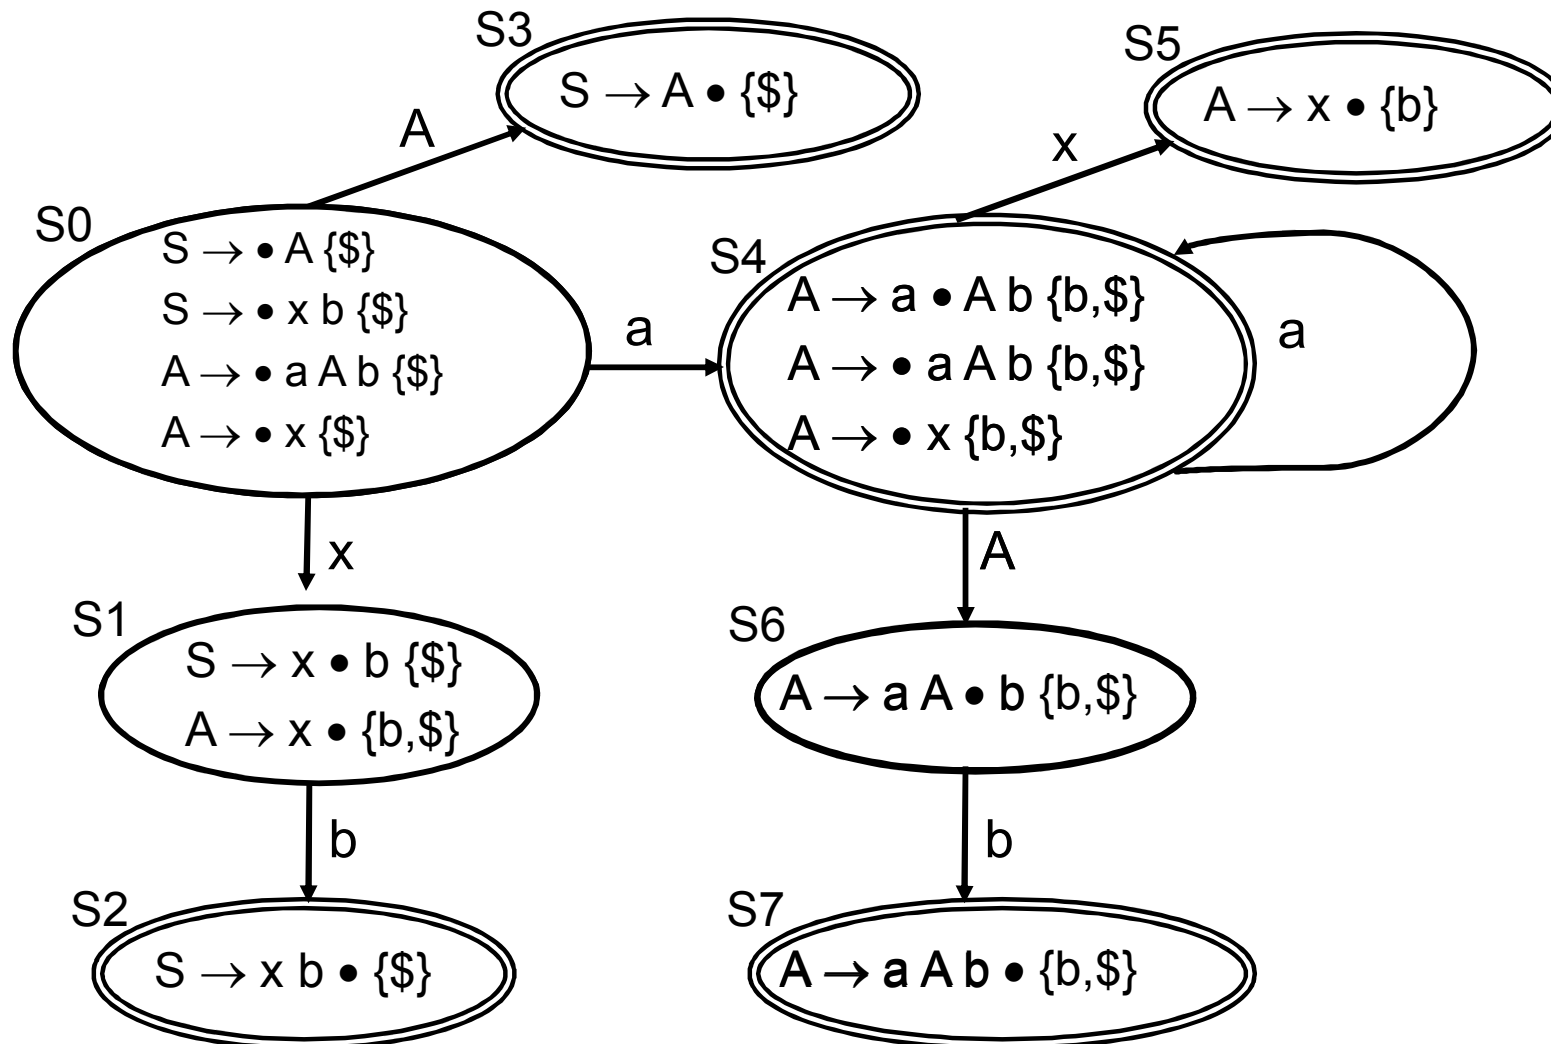 S3
S → A • {$}
S5
A → x • {b}
A
x
S0
S → • A {$}
S → • x b {$}
A → • a A b {$}
A → • x {$}
a
S4
A → a • A b {b,$}
A → • a A b {b,$}
A → • x {b,$}
a
x
A
S1
S → x • b {$}
A → x • {b,$}
S6
A → a A • b {b,$}
b
b
S2
S → x b • {$}
S7
A → a A b • {b,$}